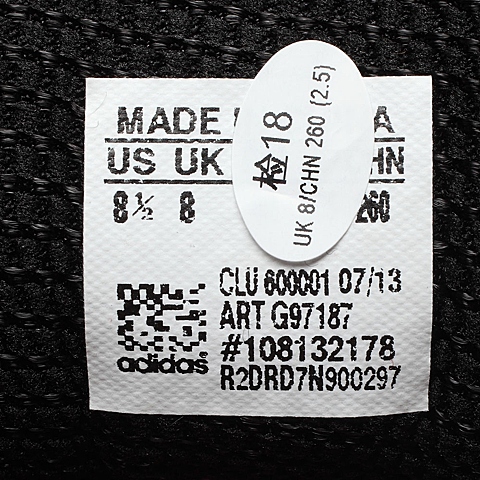 MADE A
US UK HN
8½ 8 260
检18
UK 8/CHN 260 {2.5}
CLU 600001 07/13
ART G97187
#108132178
R2DRD7N900297
adidas